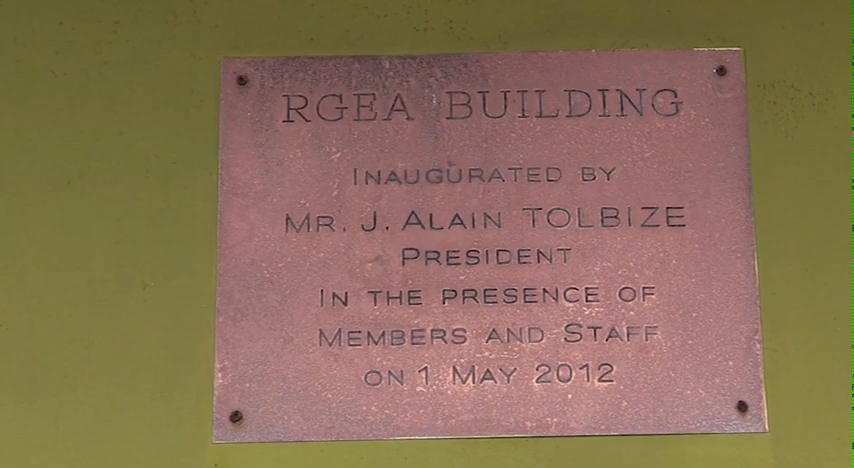 RGEA BUILDING
INAUGURATED BY
MR. J. ALAIN TOLBIZE
PRESIDENT
IN THE PRESENCE OF
MEMBERS AND STAFF
ON 1 MAY 2012